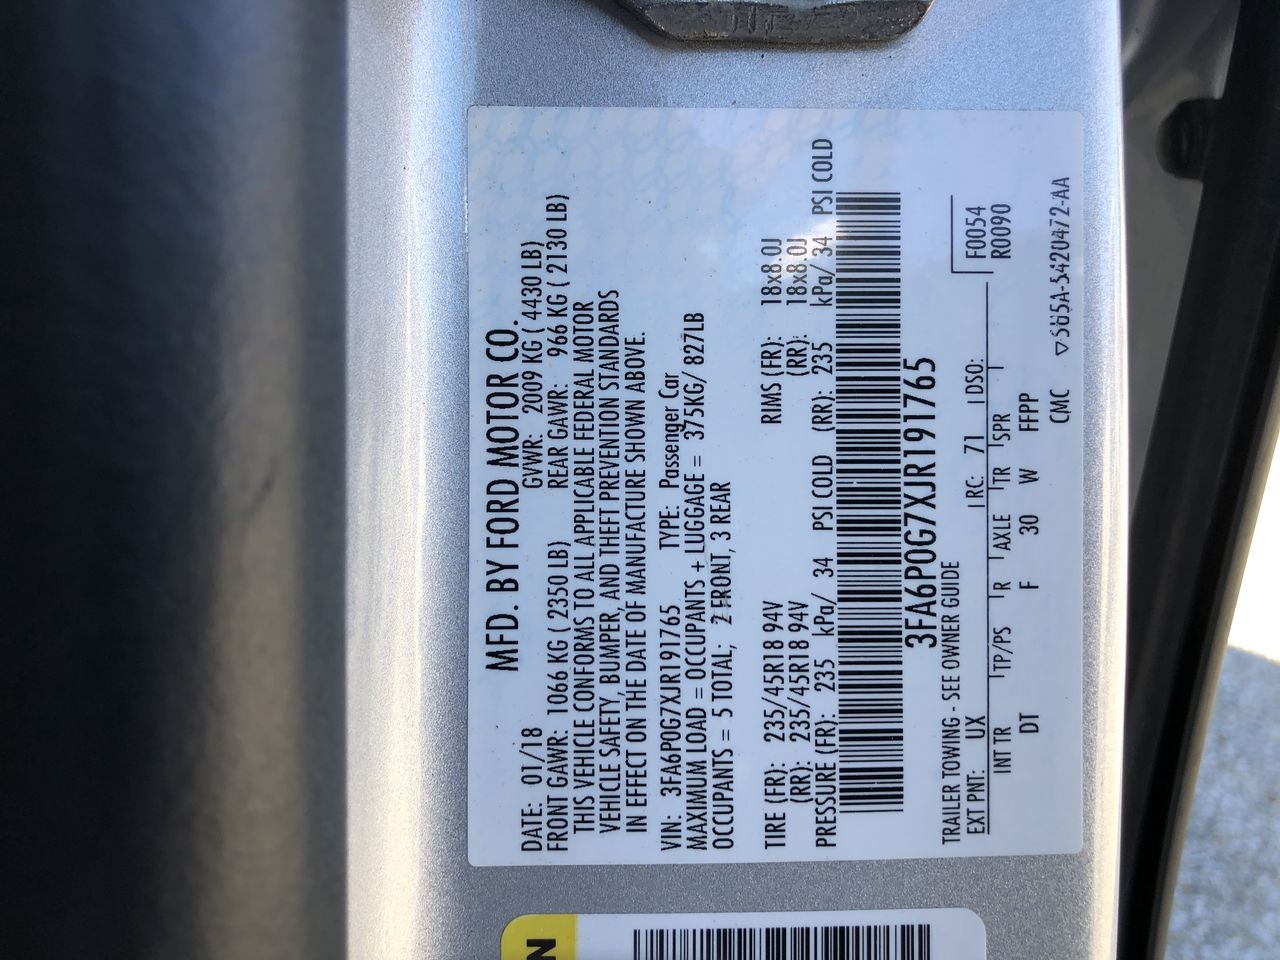 MFD. BY FORD MOTOR CO.
DATE: 01/18 GVWR: 2009 KG ( 4430 LB)
FRONT GAWR: 1066 KG ( 2350 LB) REAR GAWR: 966 KG ( 2130 LB)
THIS VEHICLE CONFORMS TO ALL APPLICABLE FEDERAL MOTOR
VEHICLE SAFETY, BUMPER, AND THEFT PREVENTION STANDARDS
IN EFFECT ON THE DATE OF MANUFACTURE SHOWN ABOVE.
VIN: 3FA6P0G7XJR191765 TYPE: Passenger Car
MAXIMUM LOAD = OCCUPANTS + LUGGAGE = 375KG/ 827LB
OCCUPANTS = 5 TOTAL; 2 FRONT, 3 REAR
TIRE (FR): 235/45R18 94V RIMS (FR): 18x8.0J
(RR): 235/45R18 94V (RR): 18x8.0J
PRESSURE (FR): 235 kPa/ 34 PSI COLD (RR): 235 kPa/ 34 PSI COLD
3FA6P0G7XJR191765
TRAILER TOWING - SEE OWNER GUIDE
EXT PNT: UX RC: 71 DSO: F0054
INT TR TP/PS R AXLE TR SPR R0090
DT F 30 W FFPP
CMC
▽5U5A-5420472-AA
N